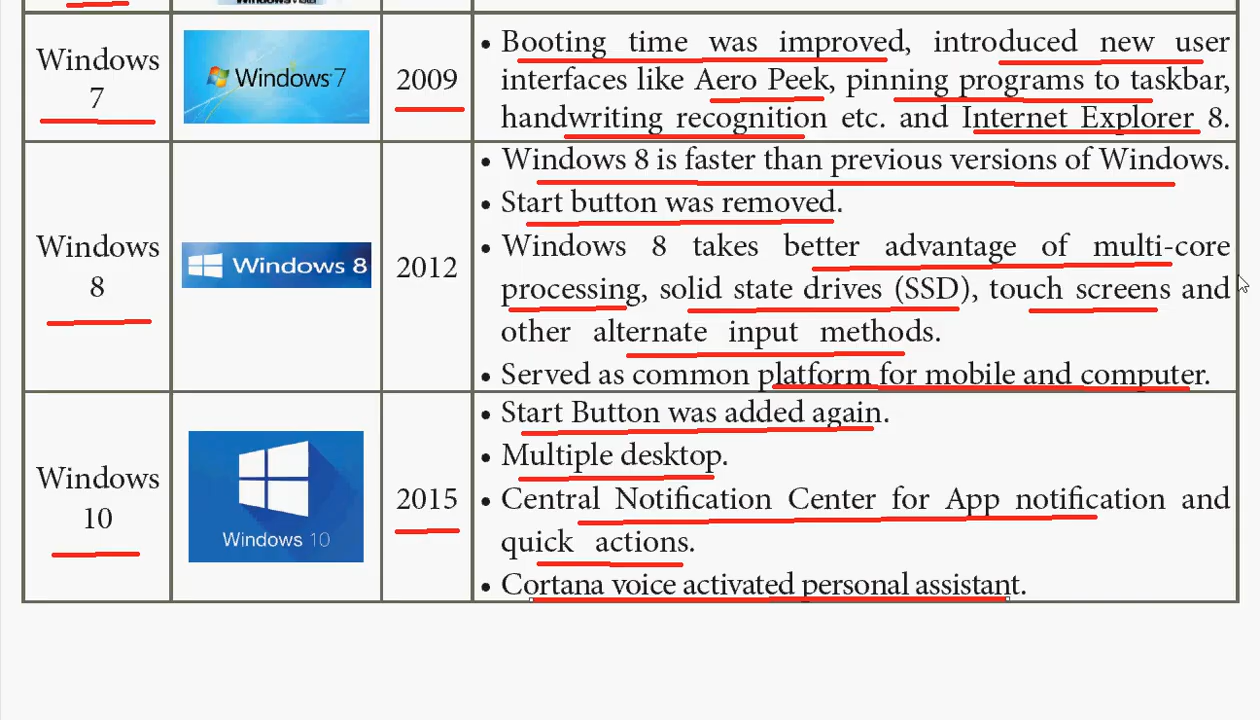 Windows Vista
Windows
7
Windows 7
2009
• Booting time was improved, introduced new user
interfaces like Aero Peek, pinning programs to taskbar,
handwriting recognition etc. and Internet Explorer 8.
Windows
8
Windows 8
2012
• Windows 8 is faster than previous versions of Windows.
• Start button was removed.
• Windows 8 takes better advantage of multi-core
processing, solid state drives (SSD), touch screens and
other alternate input methods.
• Served as common platform for mobile and computer.
Windows
10
Windows 10
2015
• Start Button was added again.
• Multiple desktop.
• Central Notification Center for App notification and
quick actions.
• Cortana voice activated personal assistant.